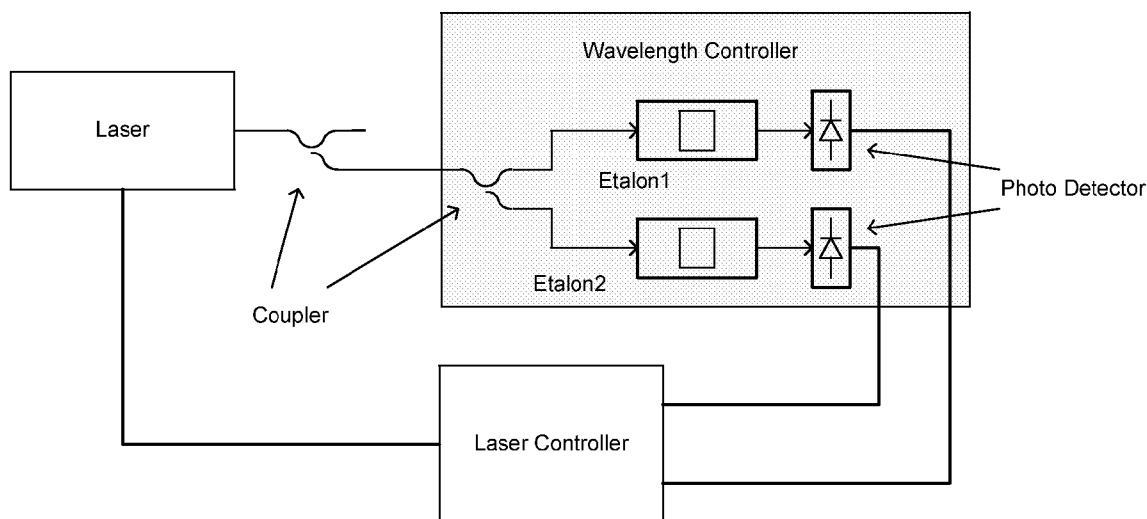 Wavelength Controller
Laser
Etalon1
Photo Detector
Etalon2
Coupler
Laser Controller